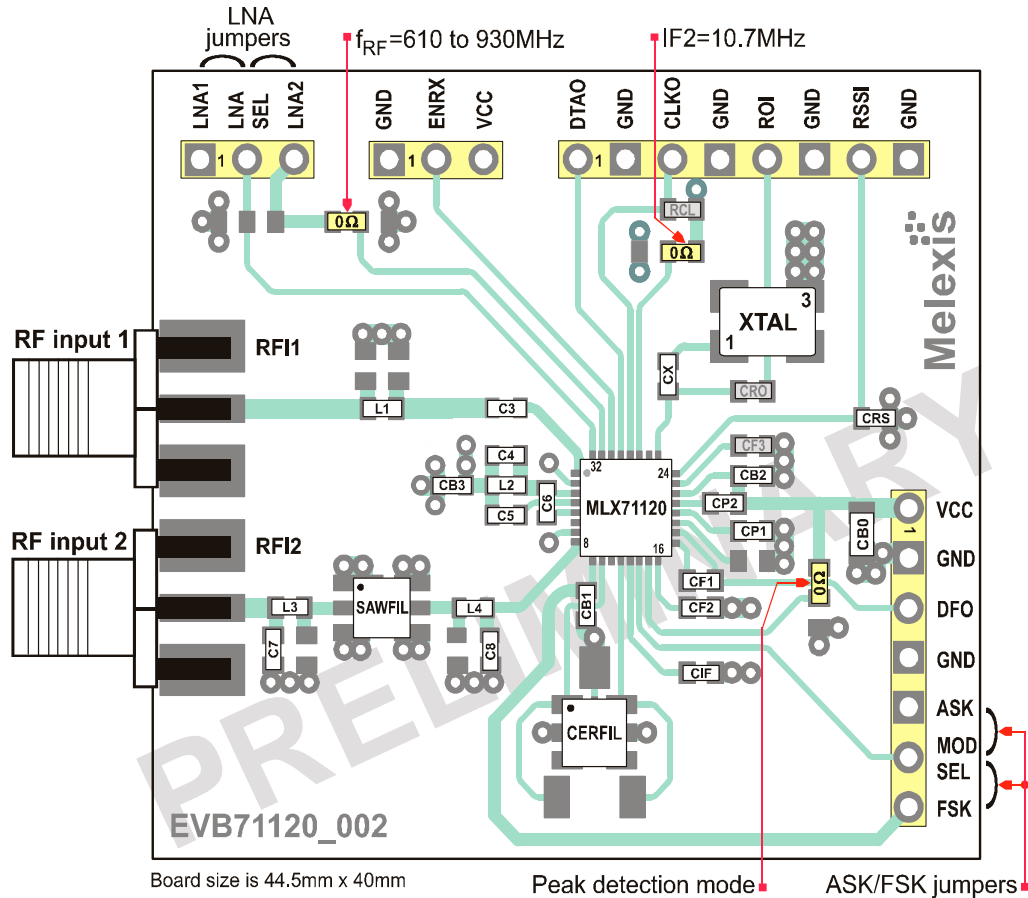 LNA
jumpers
fRF=610 to 930MHz
IF2=10.7MHz
LNA1
LNA
SEL
LNA2
GND
ENRX
VCC
DTAO
GND
CLKO
GND
ROI
GND
RSSI
GND
1
1
1
0Ω
RCL
0Ω
Melexis
XTAL
3
1
RF input 1
RFI1
L1
C3
CX
CRO
CRS
C4
CB3
L2
C5
C6
32
24
MLX71120
8
16
CF3
CB2
CP2
CP1
CB0
VCC
1
GND
DFO
GND
ASK
MOD
SEL
FSK
RF input 2
RFI2
L3
SAWFIL
L4
C7
C8
CB1
CF1
0Ω
CF2
CIF
CERFIL
PRELIMINARY
EVB71120_002
Board size is 44.5mm x 40mm
Peak detection mode
ASK/FSK jumpers